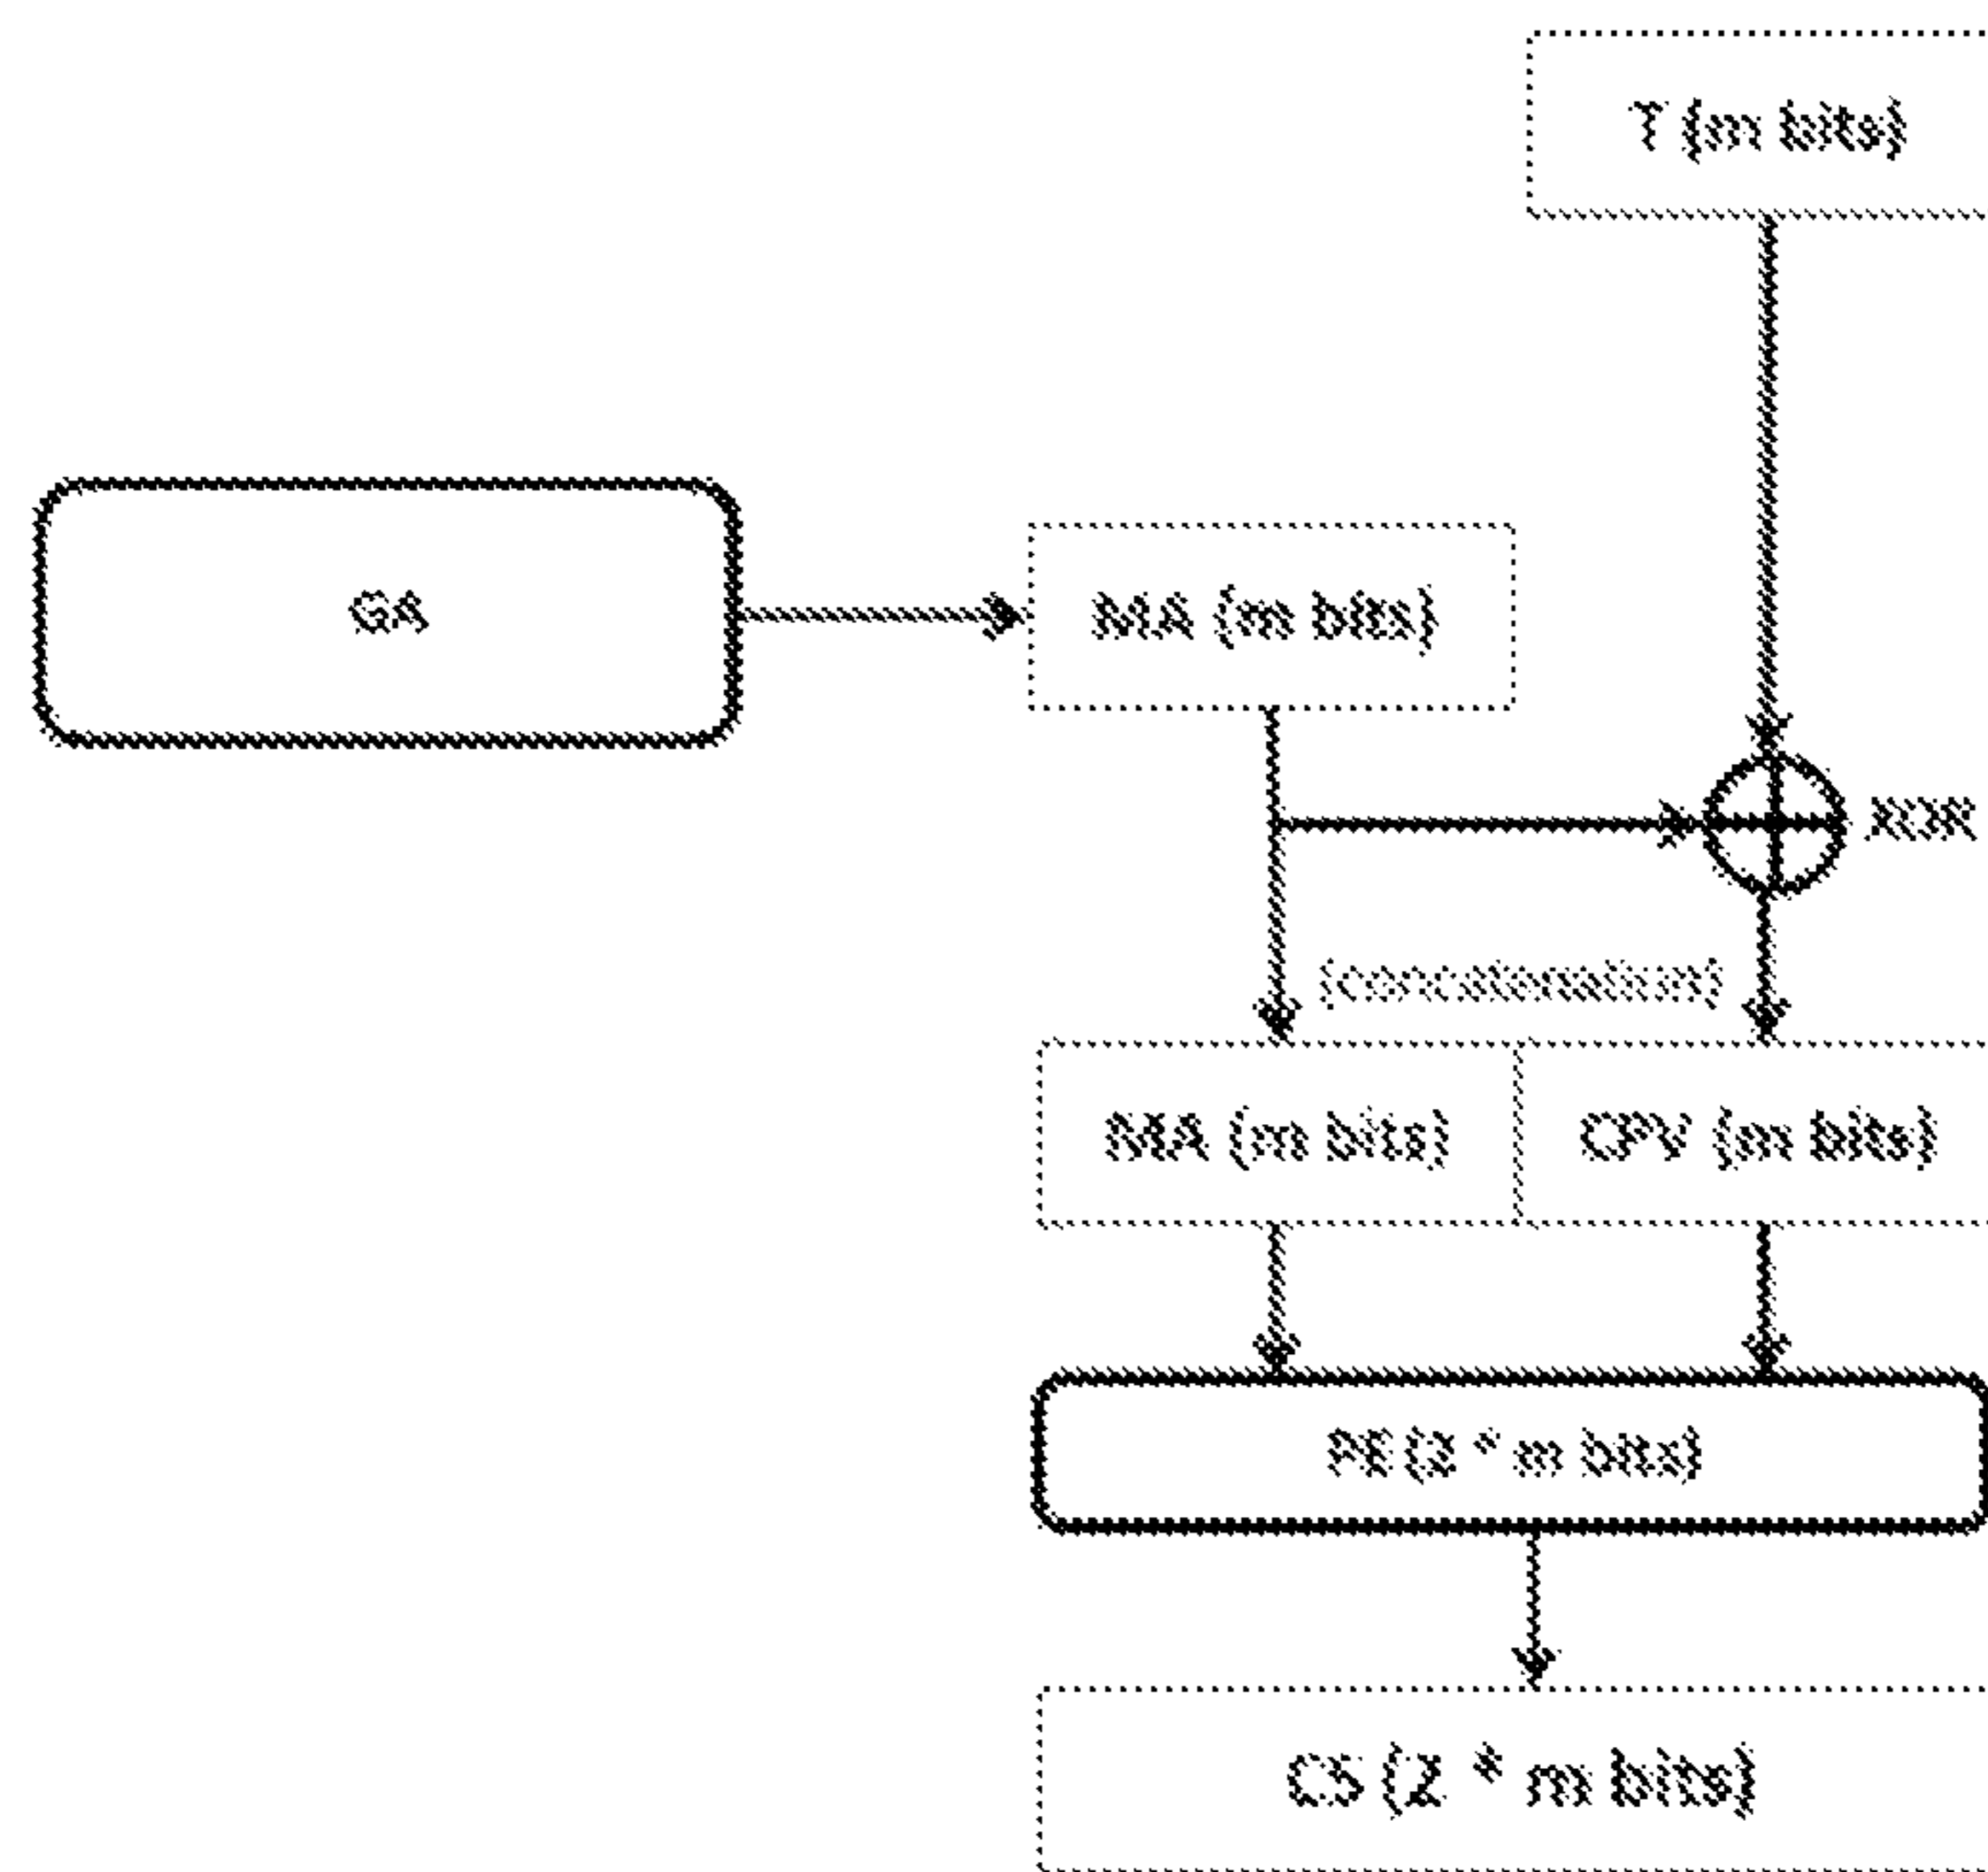 T (m bits)
GA
MA (m bits)
XOR
(concatenation)
MA (m bits)
CPV (m bits)
PE (2 * m bits)
CS (2 * m bits)